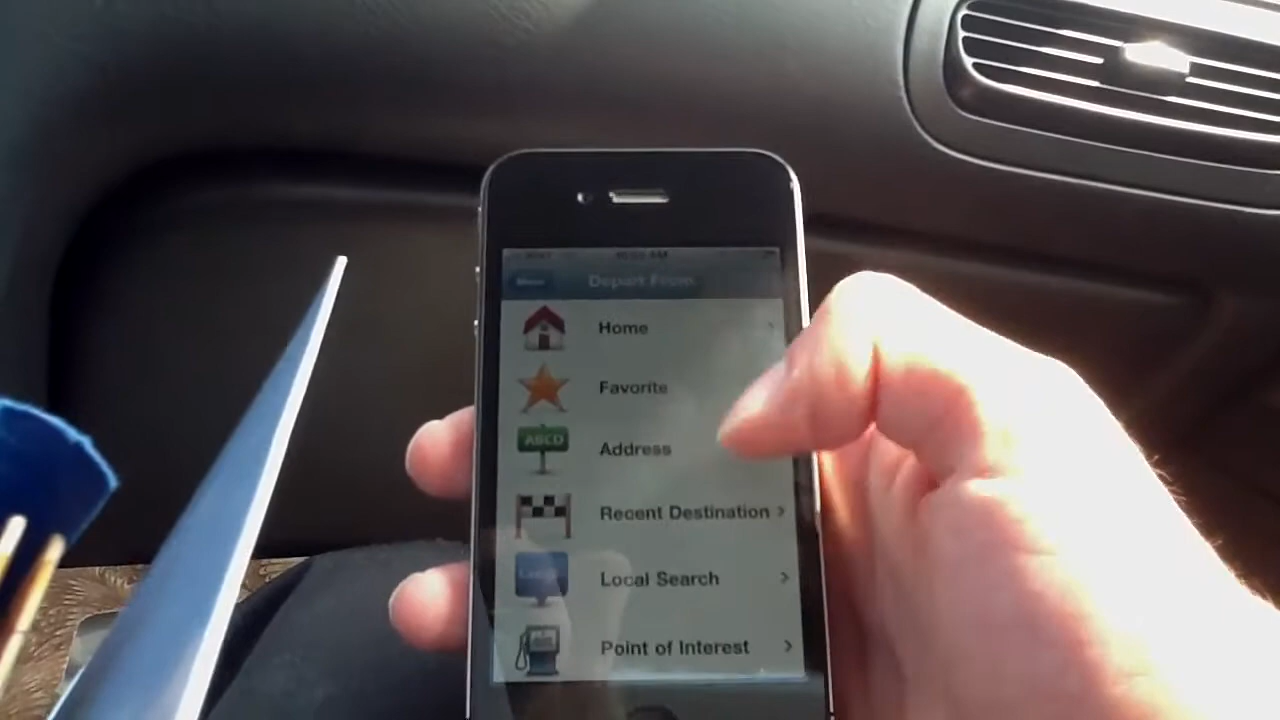 Depart From
Home
Favorite
ABCD
Address
Recent Destination
Local Search
Point of Interest